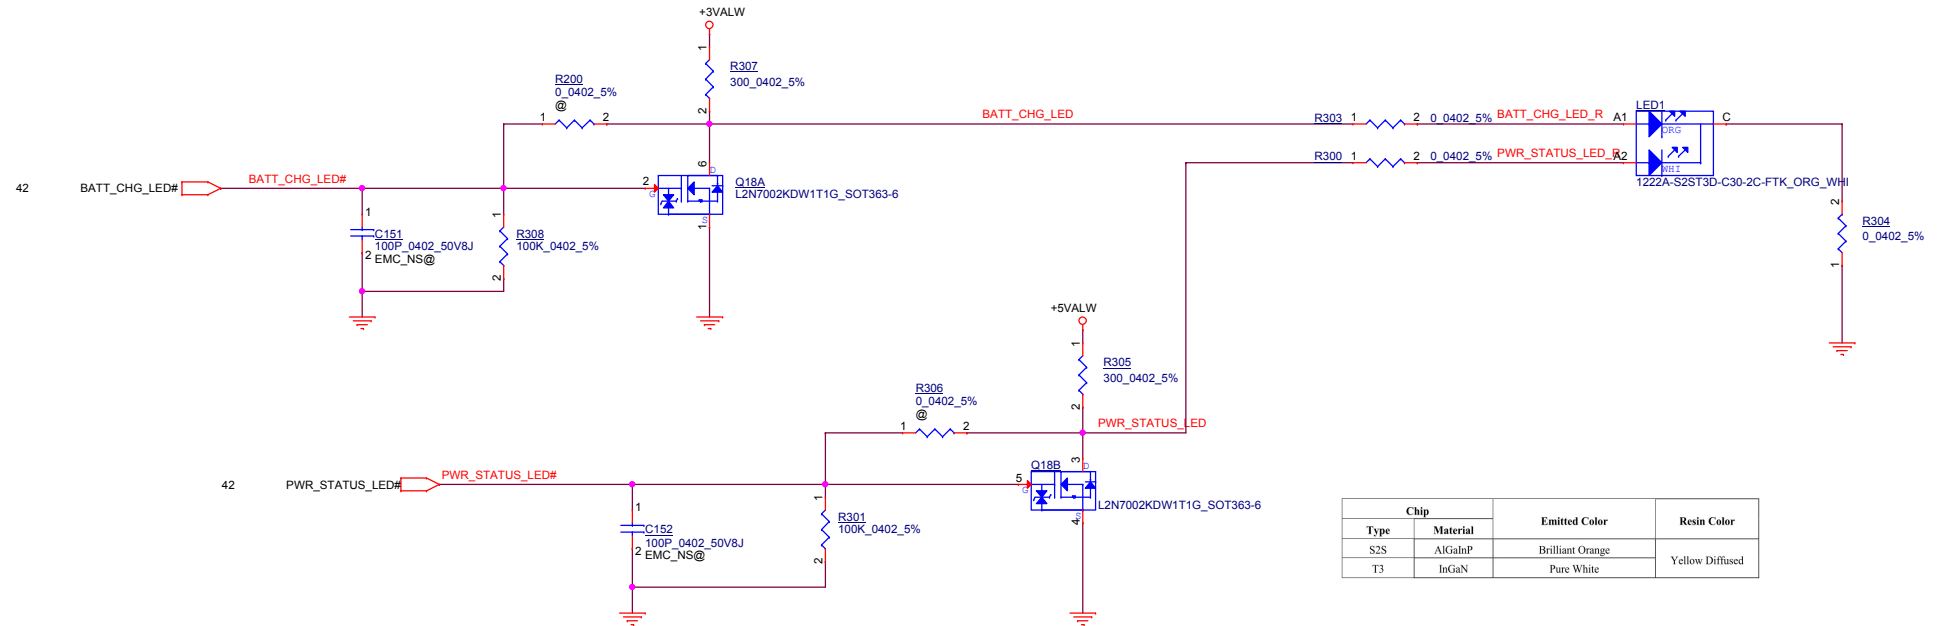 +3VALW
R307
300_0402_5%
1
2
R200
0_0402_5%
@
1
2
BATT_CHG_LED
R303
1
2
0_0402_5%
BATT_CHG_LED_R
A1
LED1
ORG
C
R300
1
2
0_0402_5%
PWR_STATUS_LED_R
A2
WHI
1222A-S2ST3D-C30-2C-FTK_ORG_WHI
42
BATT_CHG_LED#
BATT_CHG_LED#
2
G
6
D
S
1
Q18A
L2N7002KDW1T1G_SOT363-6
1
C151
100P_0402_50V8J
2
EMC_NS@
1
R308
100K_0402_5%
2
2
R304
0_0402_5%
1
+5VALW
1
R305
300_0402_5%
2
R306
0_0402_5%
@
1
2
PWR_STATUS_LED
42
PWR_STATUS_LED#
PWR_STATUS_LED#
5
G
3
D
S
4
Q18B
L2N7002KDW1T1G_SOT363-6
1
C152
100P_0402_50V8J
2
EMC_NS@
1
R301
100K_0402_5%
2
Chip
Emitted Color
Resin Color
Type
Material
S2S
AlGaInP
Brilliant Orange
Yellow Diffused
T3
InGaN
Pure White